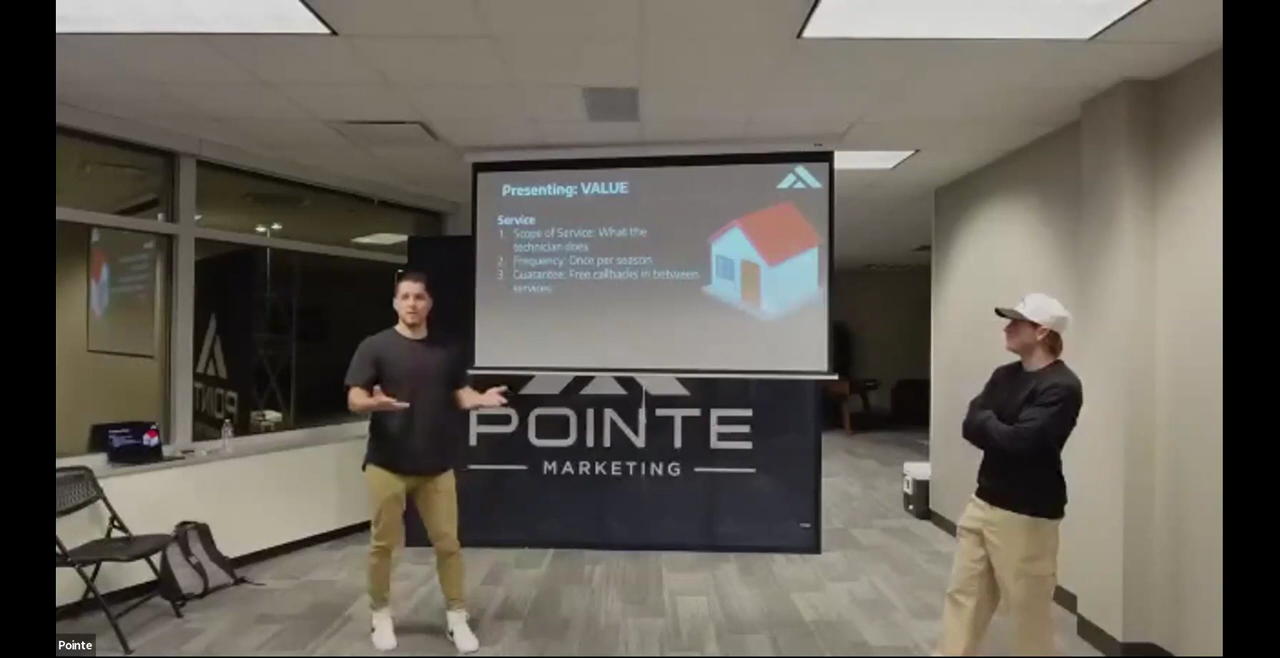 Presenting: VALUE
Service
1. Scope of Service: What the
technician does
2. Frequency: Once per season
3. Guarantee: Free callbacks in between
services
POINTE
MARKETING
Pointe